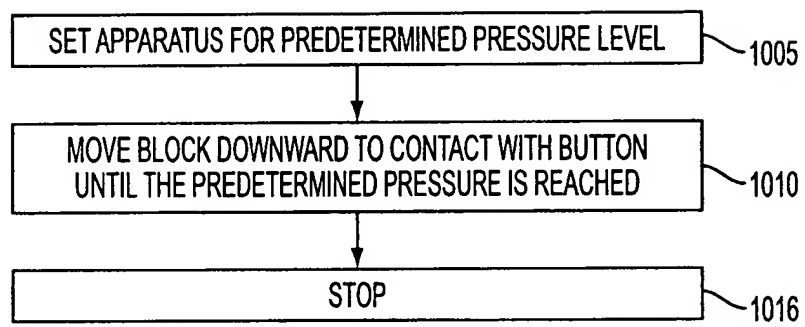 SET APPARATUS FOR PREDETERMINED PRESSURE LEVEL
1005
MOVE BLOCK DOWNWARD TO CONTACT WITH BUTTON
UNTIL THE PREDETERMINED PRESSURE IS REACHED
1010
STOP
1016